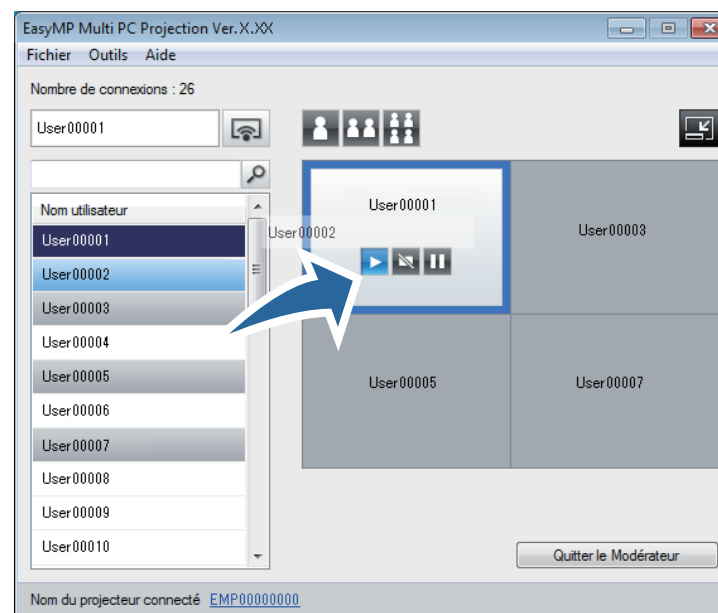 EasyMP Multi PC Projection Ver.X.XX
Fichier Outils Aide
Nombre de connexions : 26
User00001
Nom utilisateur
User00001
User00002
User00003
User00004
User00005
User00006
User00007
User00008
User00009
User00010
User00001
User00002
User00003
User00005
User00007
Quitter le Modérateur
Nom du projecteur connecté EMP00000000